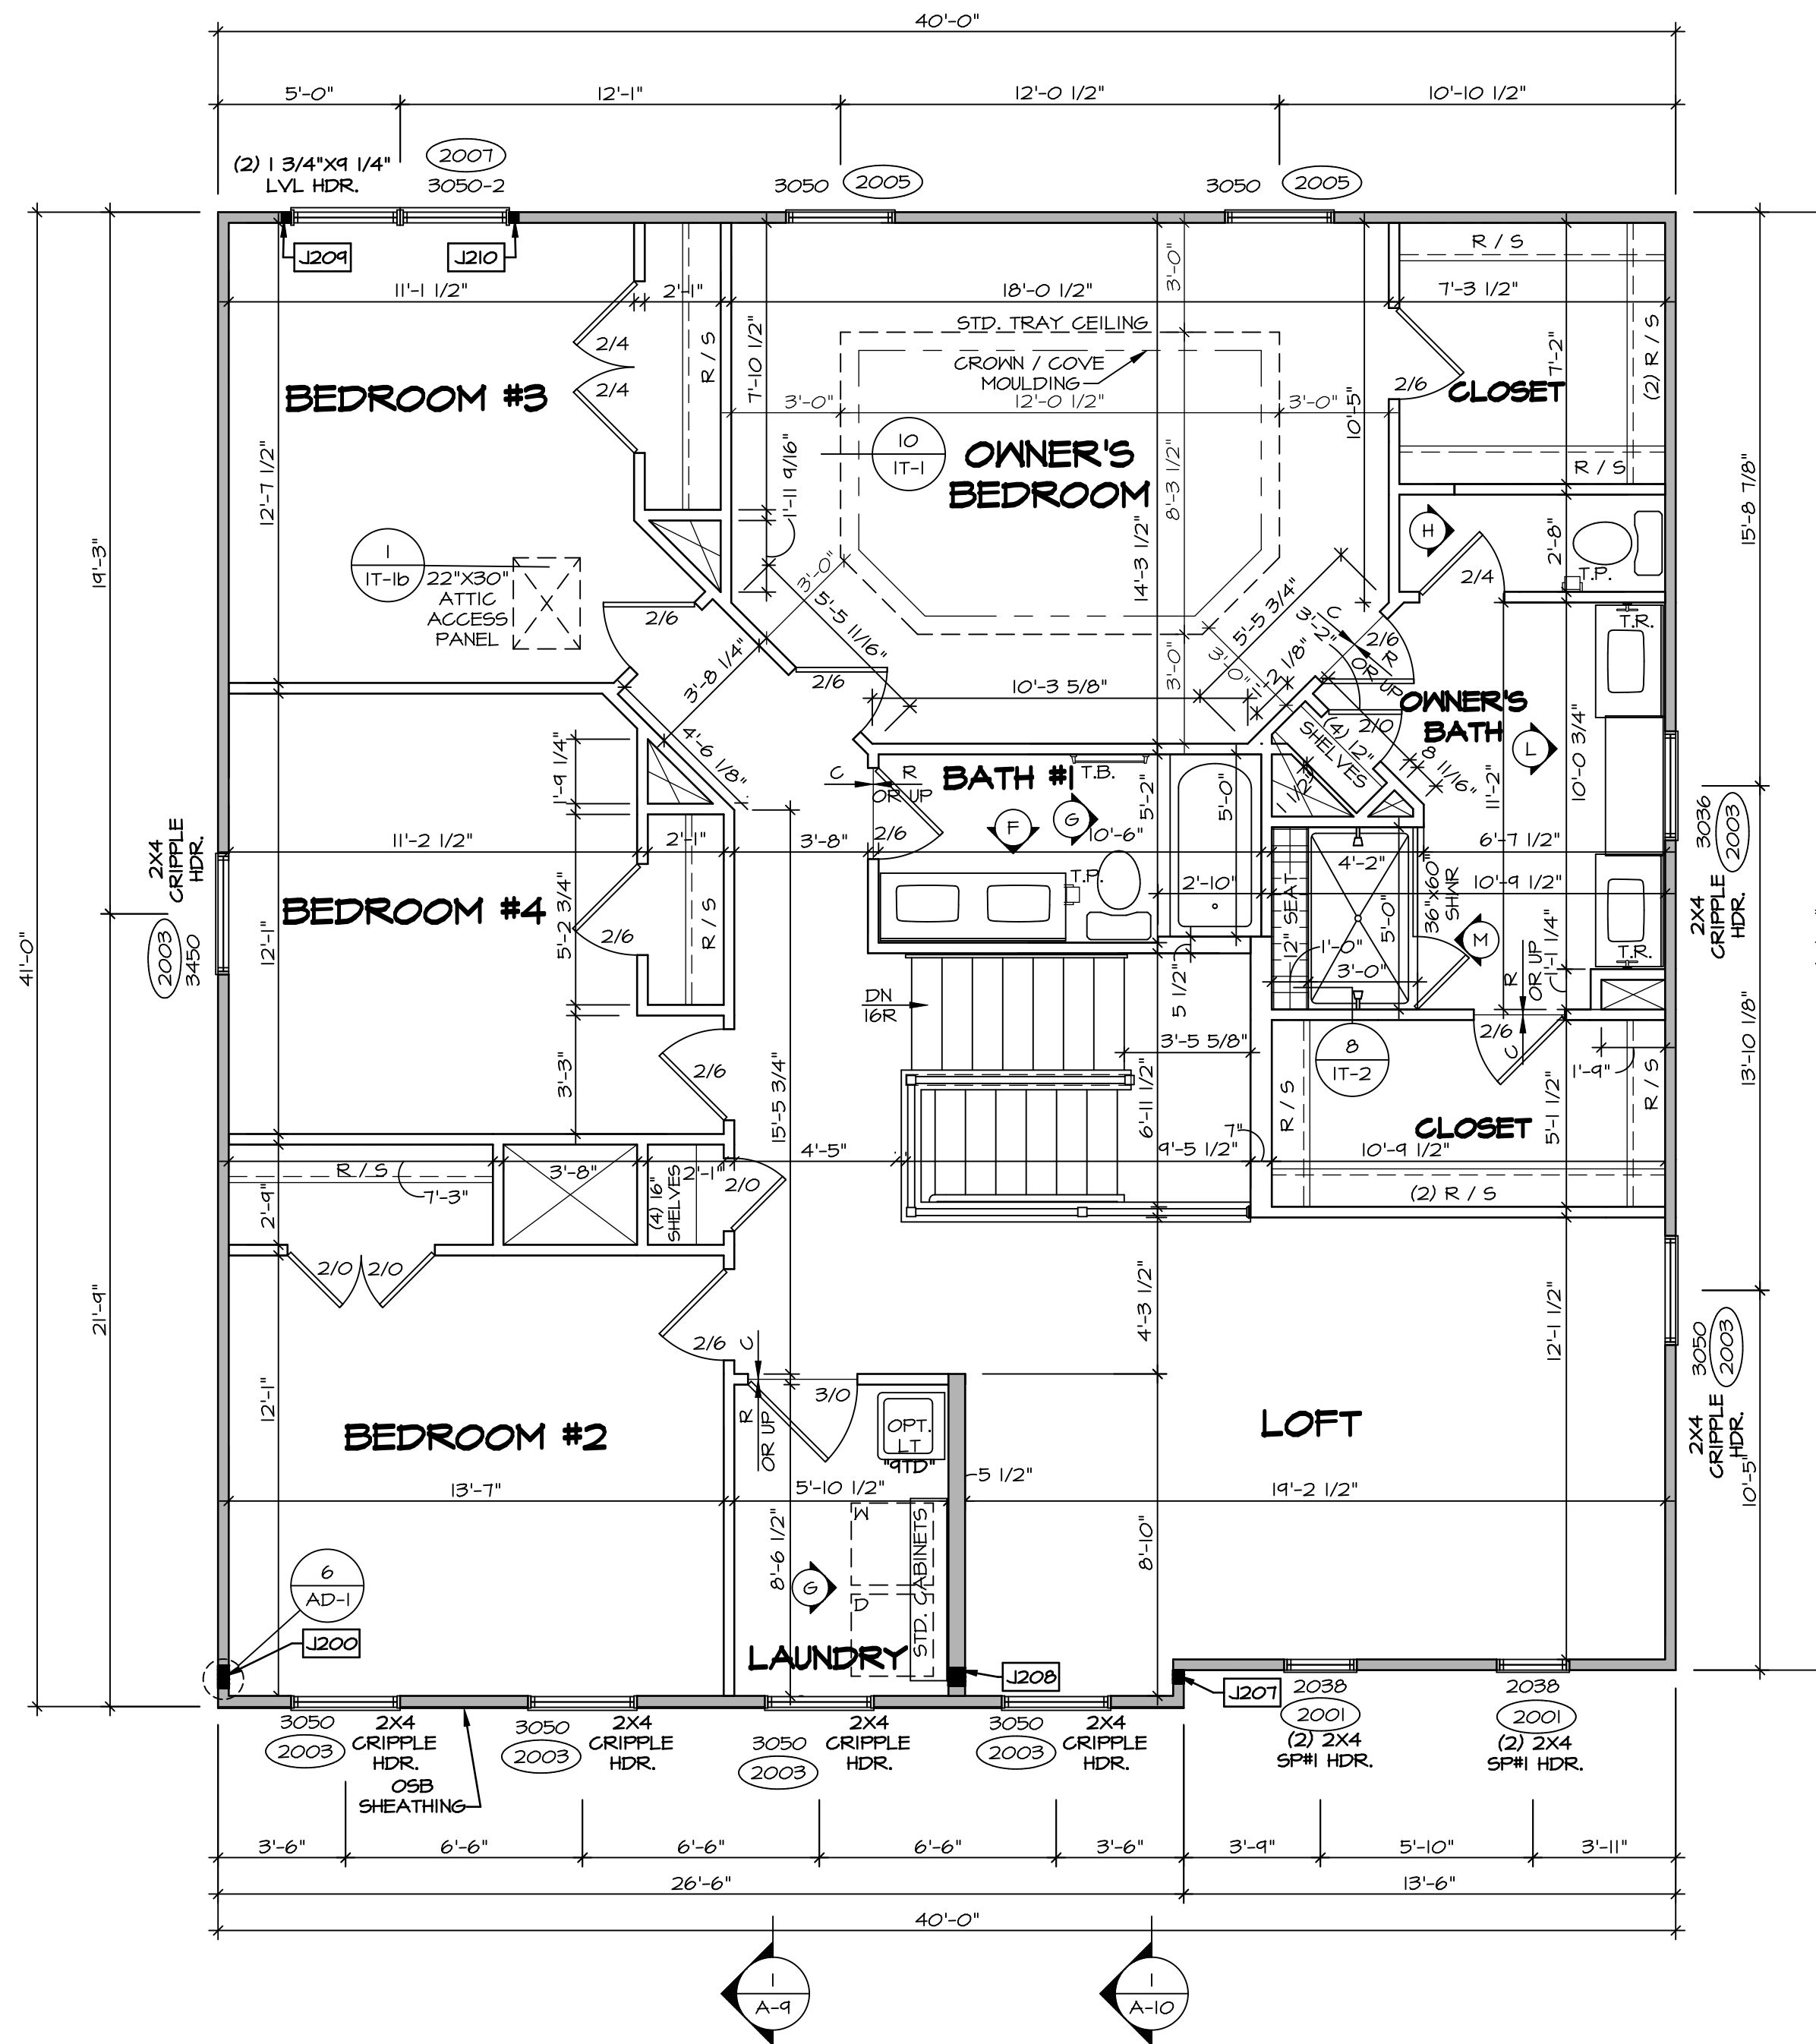 40'-0"
5'-0"
12'-1"
12'-0 1/2"
10'-10 1/2"
(2) 1 3/4"X9 1/4"
LVL HDR.
2007
3050-2
3050
2005
3050
2005
J209
J210
R / S
11'-1 1/2"
2'-1"
18'-0 1/2"
7'-3 1/2"
3'-0"
STD. TRAY CEILING
CROWN / COVE
MOULDING
2/4
2/4
R / S
7'-10 1/2"
7'-2"
(2) R / S
BEDROOM #3
2/6
CLOSET
3'-0"
12'-0 1/2"
3'-0"
10'-5"
10
IT-1
OWNER'S
BEDROOM
12'-7 1/2"
1'-11 9/16"
8'-3 1/2"
R / S
15'-8 7/8"
19'-3"
H
2'-8"
14'-3 1/2"
1
IT-1b
22"X30"
ATTIC
ACCESS
PANEL
2/4
T.P.
3'-0"
5'-5 11/16"
5'-5 3/4"
2/6
C
3'-2"
2/6
R
OR UP
T.R.
3'-8 1/4"
2/6
3'-0"
3'-0"
1'-2 1/8"
10'-3 5/8"
OWNER'S
BATH
2/0
(4) 12"
SHELVES
L
10'-0 3/4"
11'-2"
4'-6 1/8"
8 11/16"
1'-9 1/4"
C
R
OR UP
BATH #1
T.B.
5'-2"
5'-0"
1 1/2"
2X4
CRIPPLE
HDR.
3036
2003
F
G
10'-6"
2/6
11'-2 1/2"
2'-1"
3'-8"
4'-2"
6'-7 1/2"
T.P.
2'-10"
10'-9 1/2"
BEDROOM #4
5'-2 3/4"
R / S
2/6
12" SEAT
36"x60"
SHWR
5'-0"
2X4
CRIPPLE
HDR.
M
2003
3450
41'-0"
12'-1"
1'-0"
3'-0"
T.R.
R
OR UP
1'-1 1/4"
5 1/2"
DN
16R
2/6
C
3'-5 5/8"
8
IT-2
1'-9"
R / S
13'-10 1/8"
3'-3"
2/6
15'-5 3/4"
6'-11 1/2"
R / S
7"
CLOSET
5'-1 1/2"
4'-5"
9'-5 1/2"
10'-9 1/2"
R / S
7'-3"
3'-8"
2'-1"
(4) 16"
SHELVES
2/0
(2) R / S
2'-9"
2/0
2/0
21'-9"
2/6
4'-3 1/2"
12'-1 1/2"
3050
2003
2X4
CRIPPLE
HDR.
C
R
OR UP
3/0
12'-1"
BEDROOM #2
OPT.
LT
"9TD"
LOFT
10'-5"
13'-7"
5'-10 1/2"
5 1/2"
19'-2 1/2"
W
D
STD. CABINETS
8'-6 1/2"
8'-10"
6
AD-1
G
J200
LAUNDRY
J208
J207
3050
2003
2X4
CRIPPLE
HDR.
3050
2003
2X4
CRIPPLE
HDR.
3050
2003
2X4
CRIPPLE
HDR.
3050
2003
2X4
CRIPPLE
HDR.
2038
2001
(2) 2X4
SP#1 HDR.
2038
2001
(2) 2X4
SP#1 HDR.
OSB
SHEATHING
3'-6"
6'-6"
6'-6"
6'-6"
3'-6"
3'-9"
5'-10"
3'-11"
26'-6"
13'-6"
40'-0"
1
A-9
1
A-10